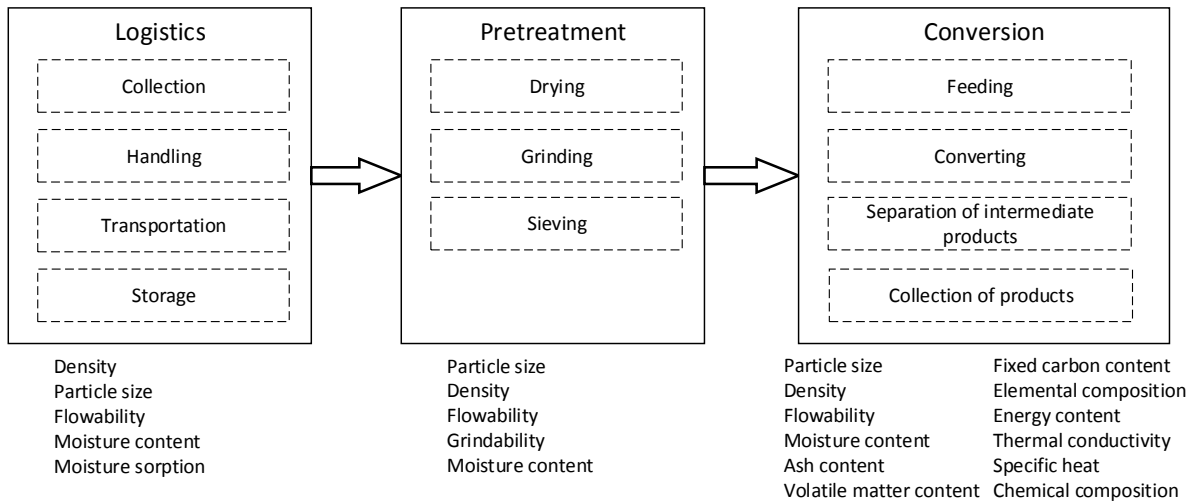 Logistics
Collection
Handling
Transportation
Storage
Density
Particle size
Flowability
Moisture content
Moisture sorption
Pretreatment
Drying
Grinding
Sieving
Particle size
Density
Flowability
Grindability
Moisture content
Conversion
Feeding
Converting
Separation of intermediate
products
Collection of products
Particle size
Density
Flowability
Moisture content
Ash content
Volatile matter content
Fixed carbon content
Elemental composition
Energy content
Thermal conductivity
Specific heat
Chemical composition